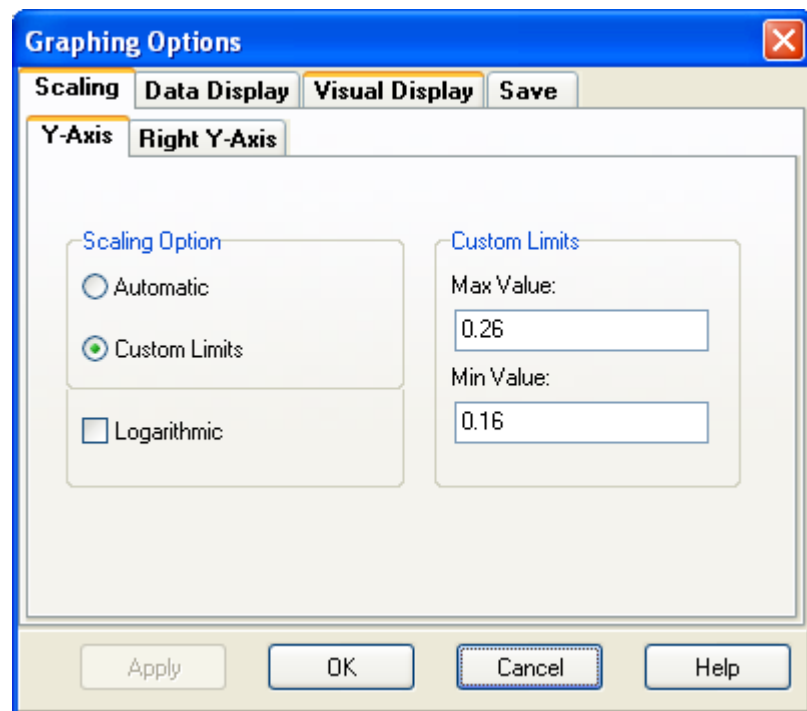 Graphing Options
Scaling Data Display Visual Display Save
Y-Axis Right Y-Axis
Scaling Option
Automatic
Custom Limits
Logarithmic
Custom Limits
Max Value:
0.26
Min Value:
0.16
Apply OK Cancel Help